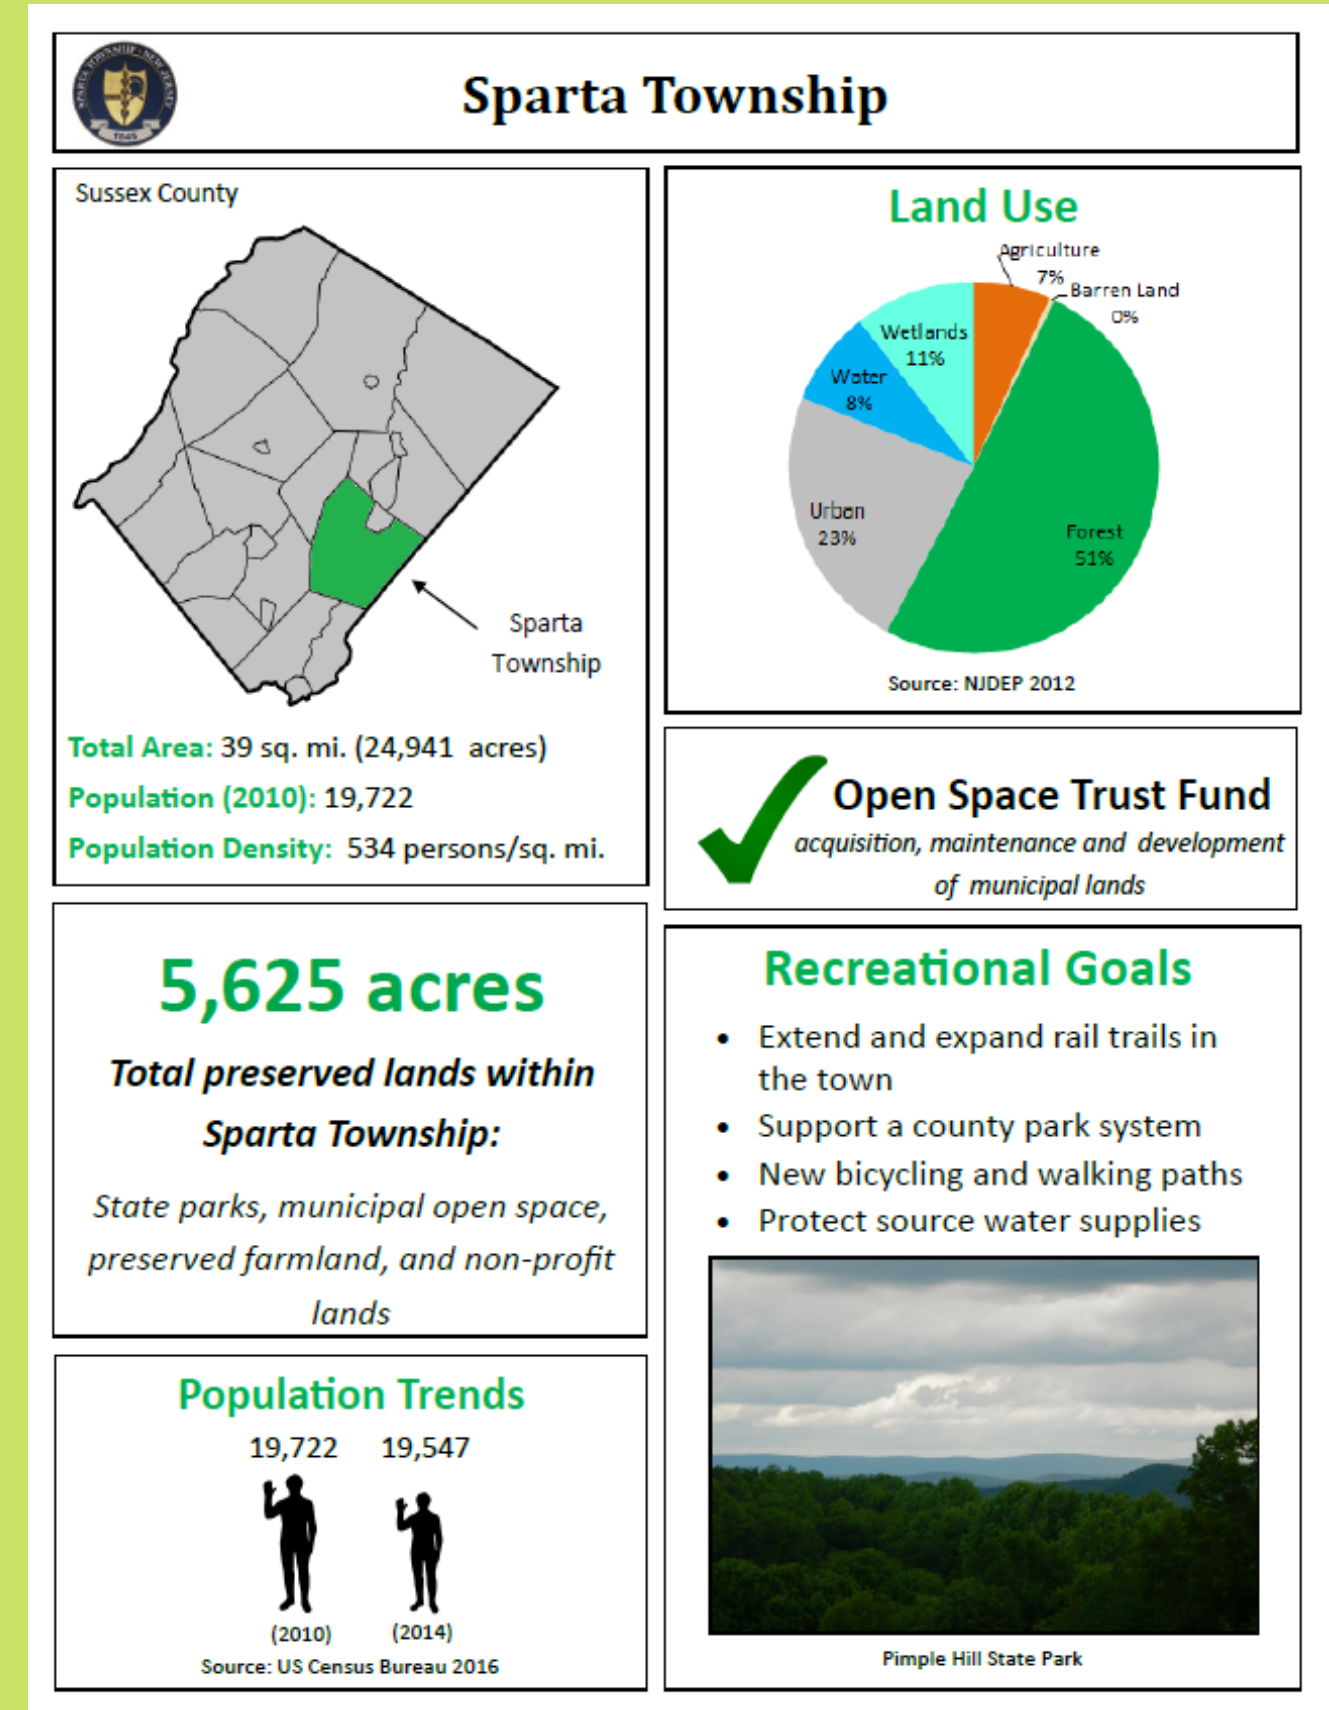 SPARTA TOWNSHIP · NEW JERSEY
1845
Sparta Township
Sussex County
Sparta
Township
Total Area: 39 sq. mi. (24,941 acres)
Population (2010): 19,722
Population Density: 534 persons/sq. mi.
Land Use
Agriculture
7%
Barren Land
0%
Wetlands
11%
Water
8%
Urban
23%
Forest
51%
Source: NJDEP 2012
Open Space Trust Fund
acquisition, maintenance and development
of municipal lands
5,625 acres
Total preserved lands within
Sparta Township:
State parks, municipal open space,
preserved farmland, and non-profit
lands
Recreational Goals
• Extend and expand rail trails in
the town
• Support a county park system
• New bicycling and walking paths
• Protect source water supplies
Pimple Hill State Park
Population Trends
19,722 19,547
(2010) (2014)
Source: US Census Bureau 2016